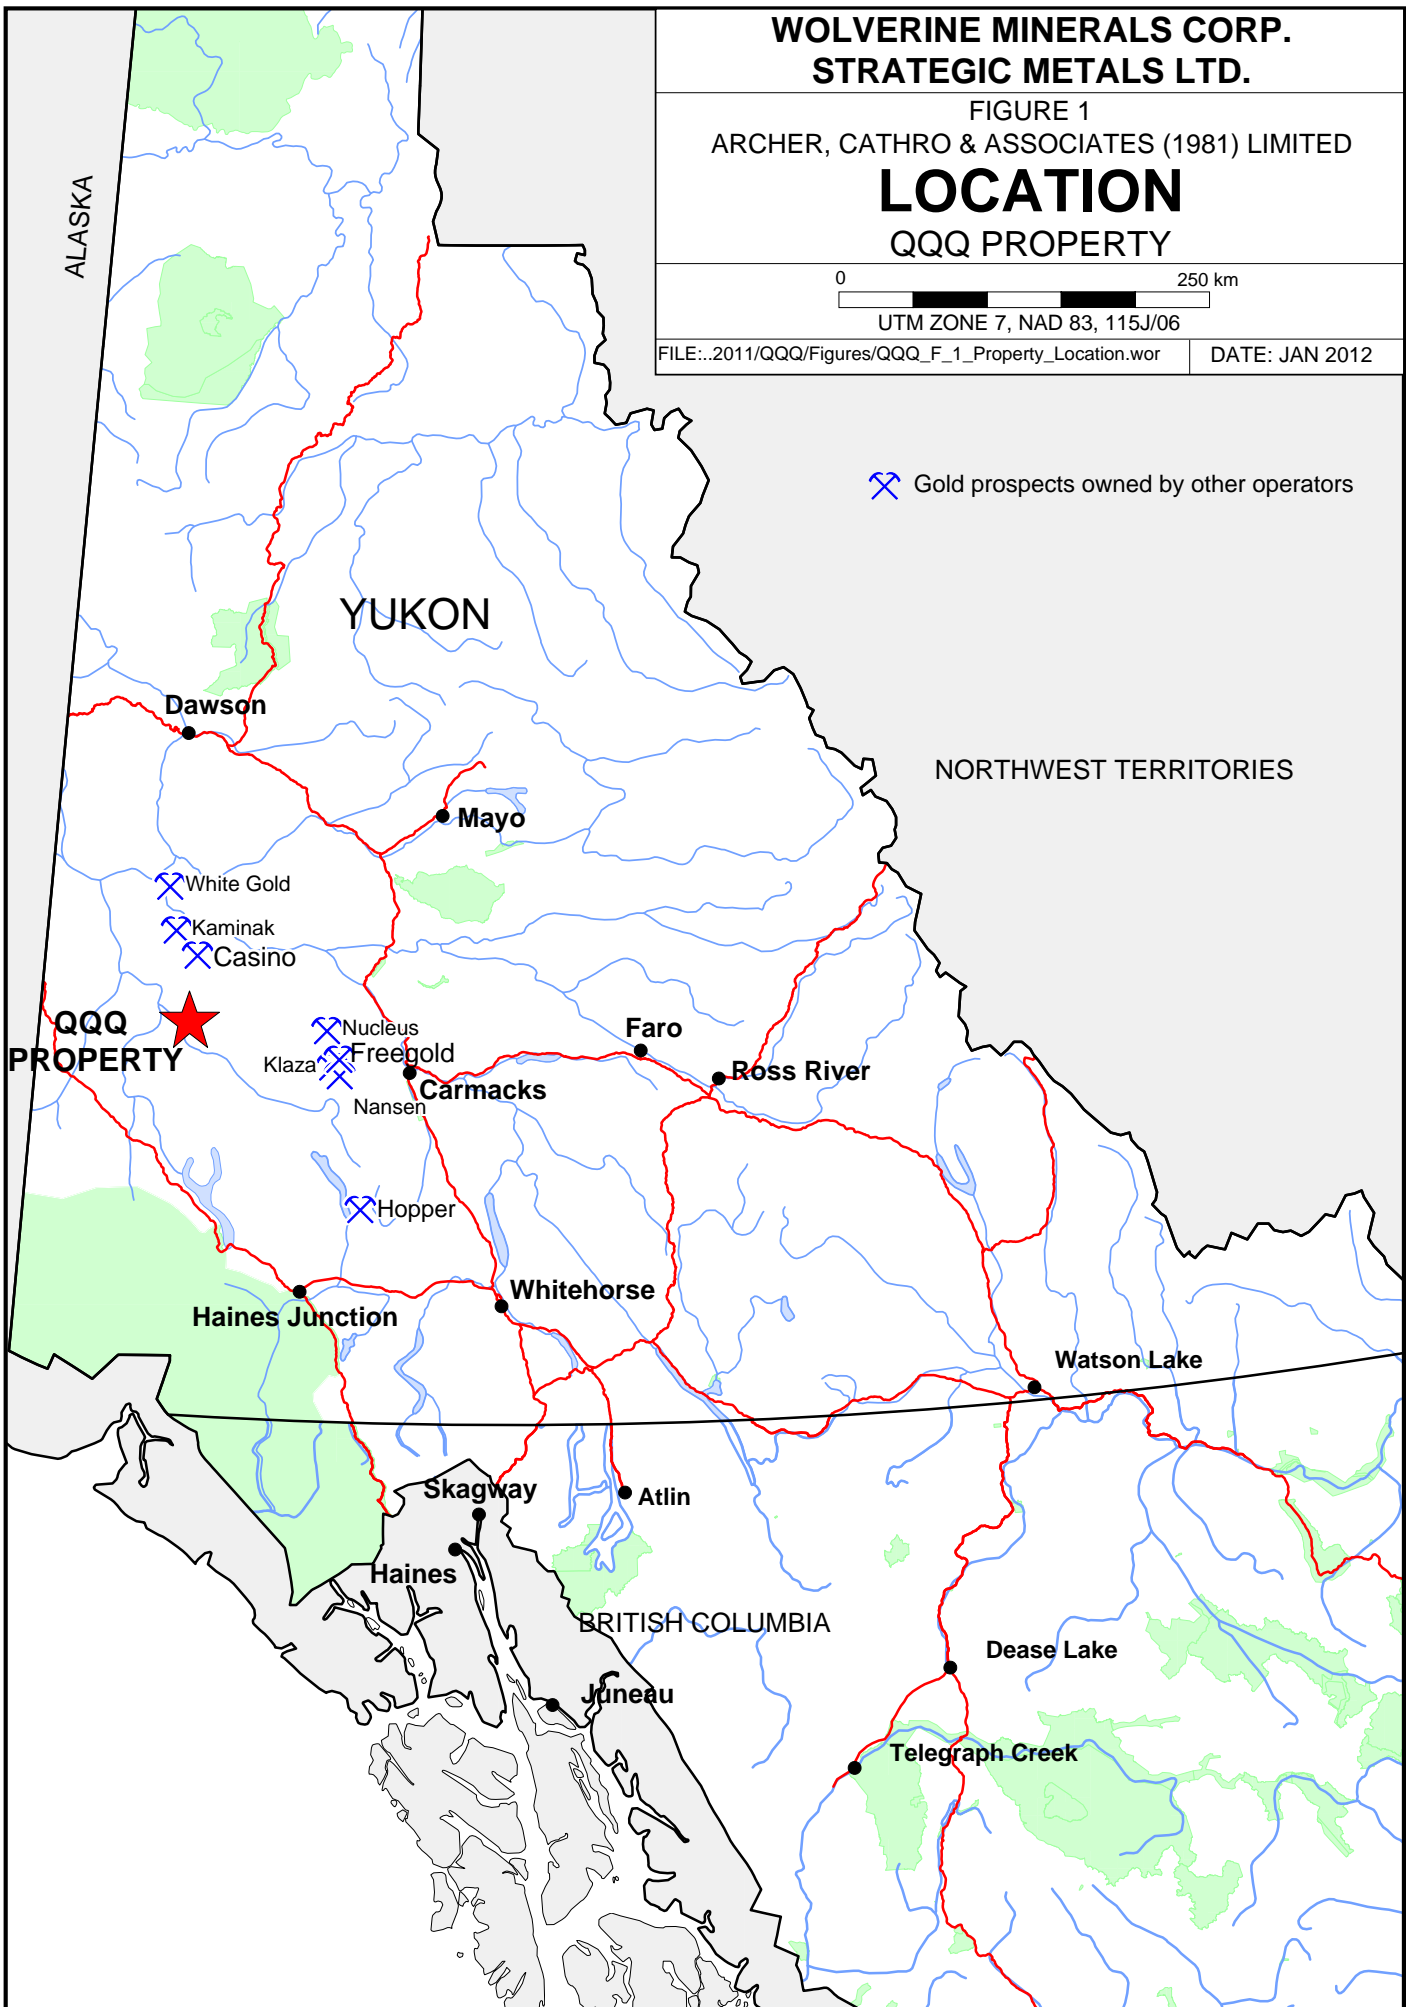 WOLVERINE MINERALS CORP.
STRATEGIC METALS LTD.
FIGURE 1
ARCHER, CATHRO & ASSOCIATES (1981) LIMITED
LOCATION
QQQ PROPERTY
0 250 km
UTM ZONE 7, NAD 83, 115J/06
FILE:..2011/QQQ/Figures/QQQ_F_1_Property_Location.wor DATE: JAN 2012
ALASKA
Gold prospects owned by other operators
YUKON
Dawson
NORTHWEST TERRITORIES
Mayo
White Gold
Kaminak
Casino
QQQ
PROPERTY
Nucleus
Freegold
Klaza
Nansen
Carmacks
Faro
Ross River
Hopper
Whitehorse
Haines Junction
Watson Lake
Skagway
Atlin
Haines
BRITISH COLUMBIA
Dease Lake
Juneau
Telegraph Creek